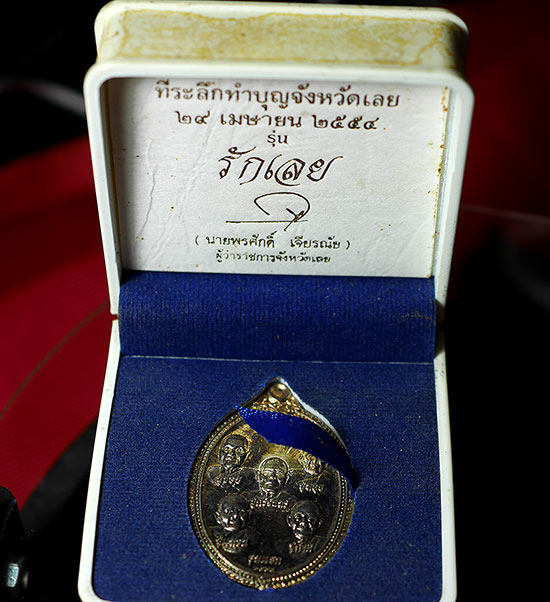 ที่ระลึกทำบุญจังหวัดเลย
๒๙ เมษายน ๒๕๕๔
รุ่น
รักเลย
( นายพรศักดิ์ เจียรณัย )
ผู้ว่าราชการจังหวัดเลย